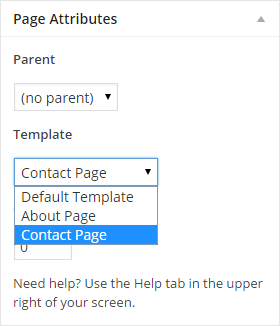 Page Attributes
Parent
(no parent)
Template
Contact Page
Default Template
About Page
Contact Page
0
Need help? Use the Help tab in the upper
right of your screen.